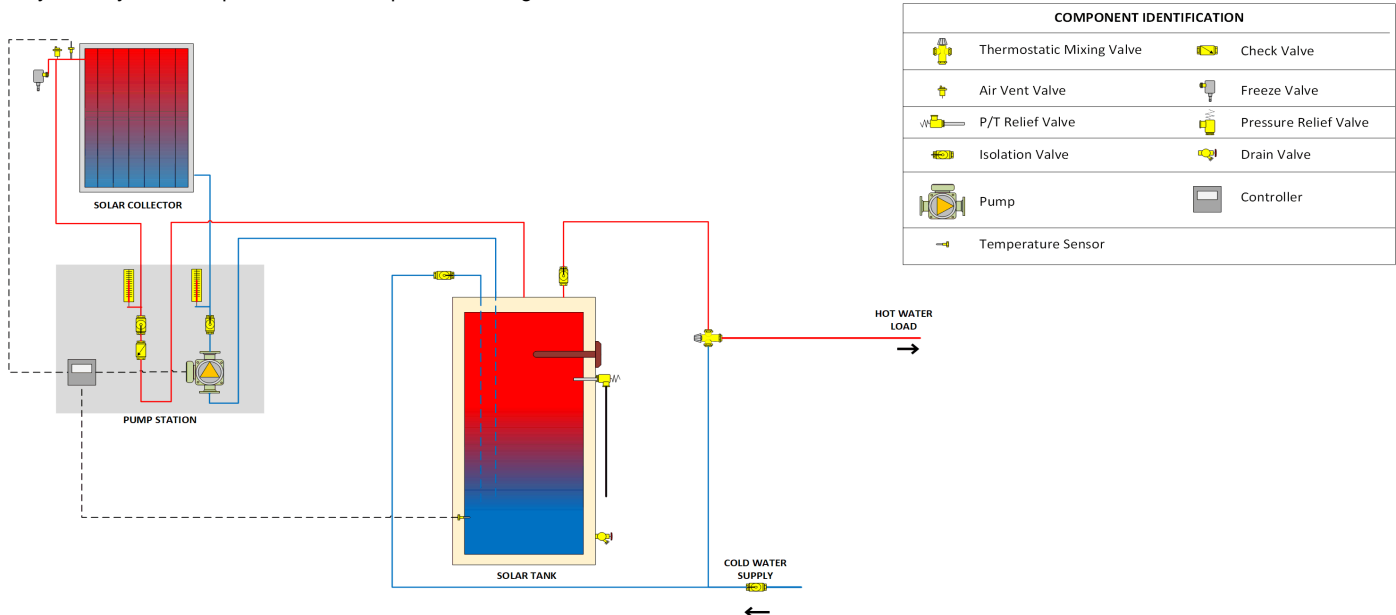 COMPONENT IDENTIFICATION
Thermostatic Mixing Valve
Check Valve
Air Vent Valve
Freeze Valve
P/T Relief Valve
Pressure Relief Valve
Isolation Valve
Drain Valve
Pump
Controller
Temperature Sensor
SOLAR COLLECTOR
PUMP STATION
HOT WATER
LOAD
SOLAR TANK
COLD WATER
SUPPLY